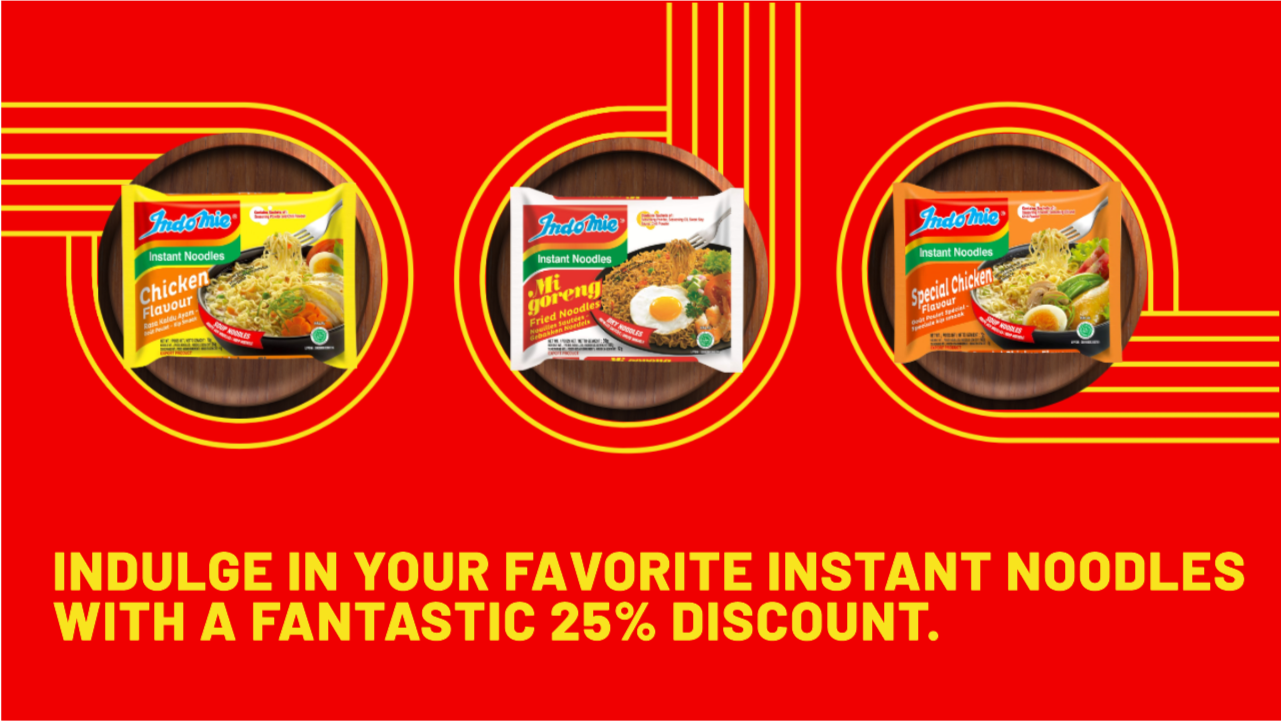 Indomie
Instant Noodles
Chicken
Flavour
SOUP NOODLES
Indomie
Instant Noodles
Mi
goreng
Fried Noodles
DRY NOODLES
Indomie
Instant Noodles
Special Chicken
Flavour
SOUP NOODLES
INDULGE IN YOUR FAVORITE INSTANT NOODLES
WITH A FANTASTIC 25% DISCOUNT.